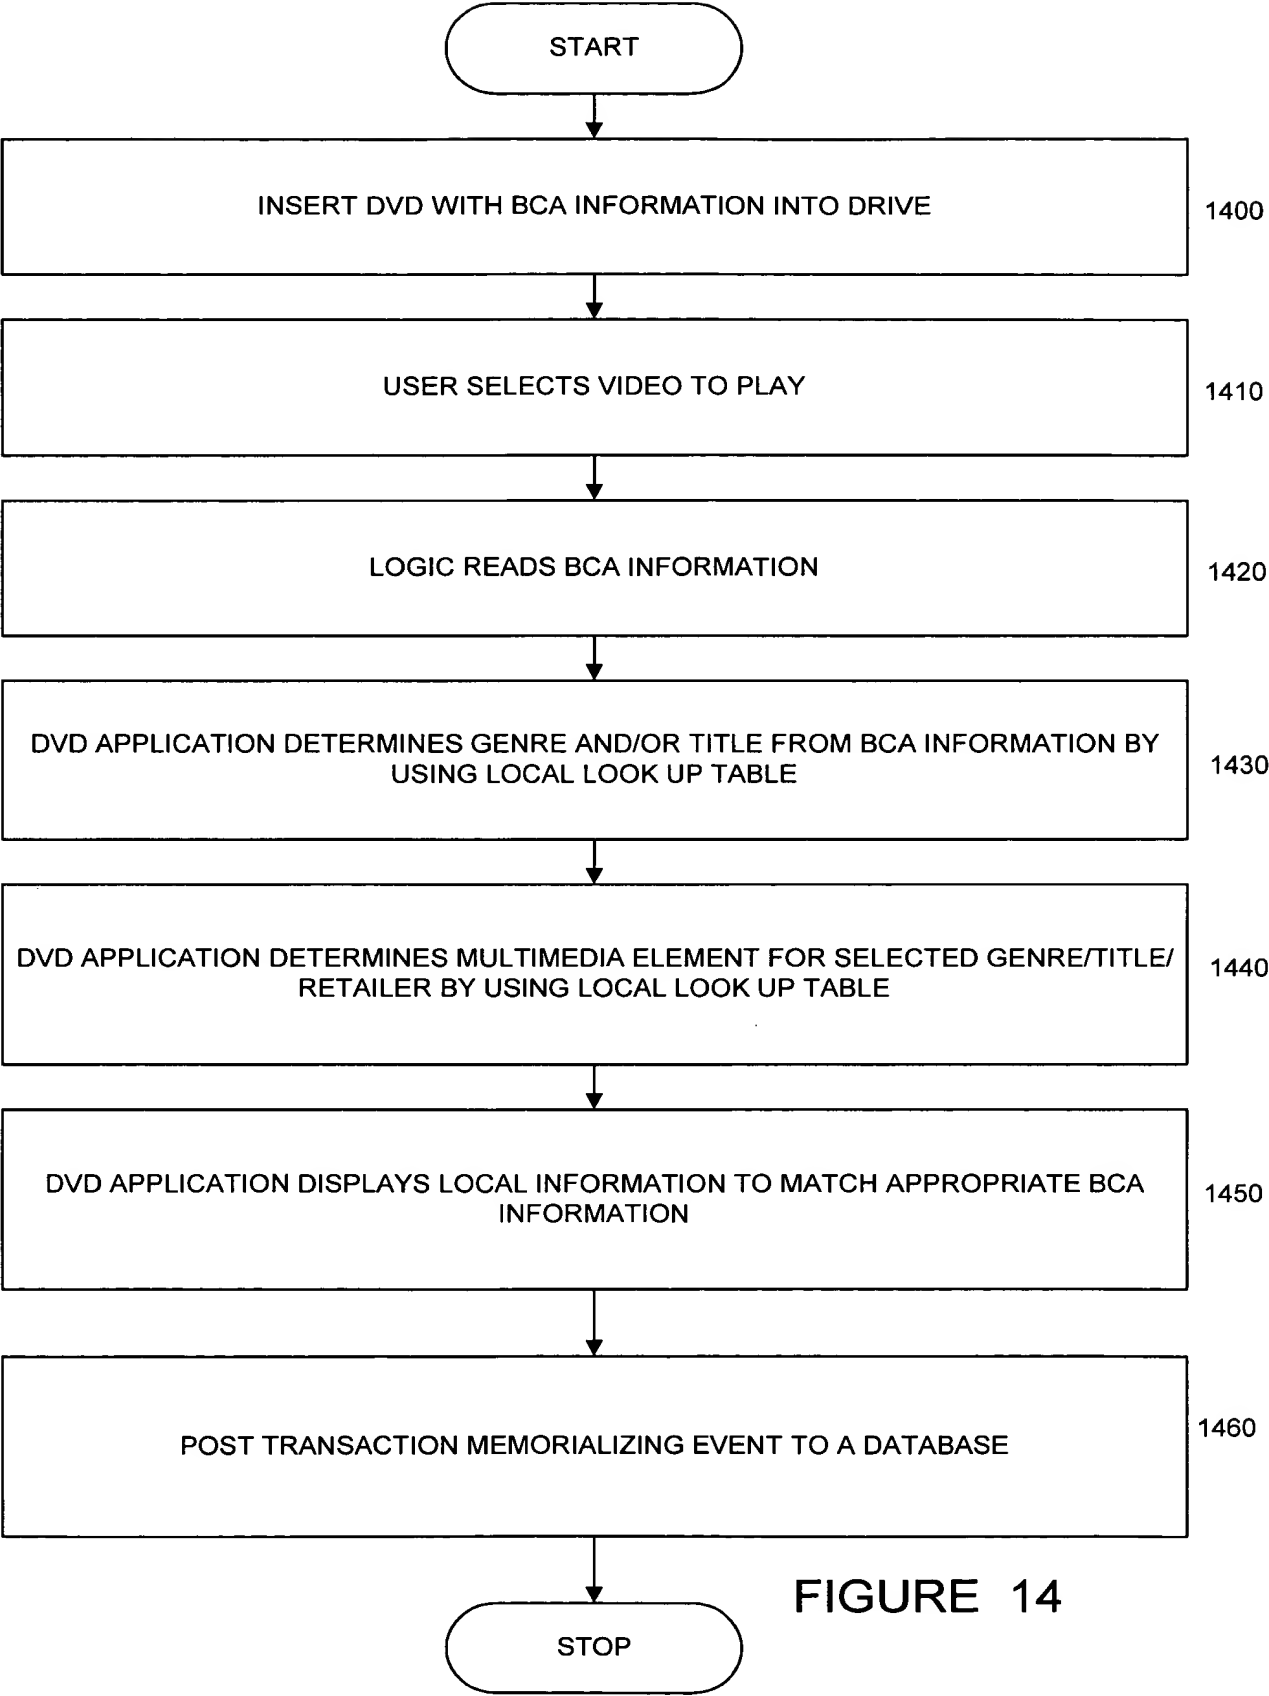 START
INSERT DVD WITH BCA INFORMATION INTO DRIVE
1400
USER SELECTS VIDEO TO PLAY
1410
LOGIC READS BCA INFORMATION
1420
DVD APPLICATION DETERMINES GENRE AND/OR TITLE FROM BCA INFORMATION BY
USING LOCAL LOOK UP TABLE
1430
DVD APPLICATION DETERMINES MULTIMEDIA ELEMENT FOR SELECTED GENRE/TITLE/
RETAILER BY USING LOCAL LOOK UP TABLE
1440
DVD APPLICATION DISPLAYS LOCAL INFORMATION TO MATCH APPROPRIATE BCA
INFORMATION
1450
POST TRANSACTION MEMORIALIZING EVENT TO A DATABASE
1460
FIGURE 14
STOP